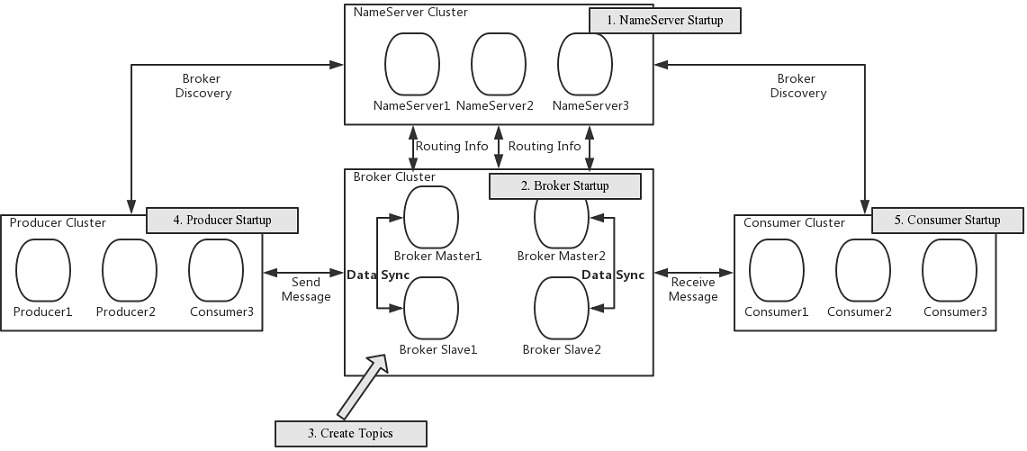 NameServer Cluster
1. NameServer Startup
NameServer1
NameServer2
NameServer3
Broker
Discovery
Broker
Discovery
Routing Info
Routing Info
Broker Cluster
2. Broker Startup
Producer Cluster
4. Producer Startup
Producer1
Producer2
Consumer3
Send
Message
Broker Master1
Broker Master2
Data Sync
Data Sync
Broker Slave1
Broker Slave2
Receive
Message
Consumer Cluster
5. Consumer Startup
Consumer1
Consumer2
Consumer3
3. Create Topics